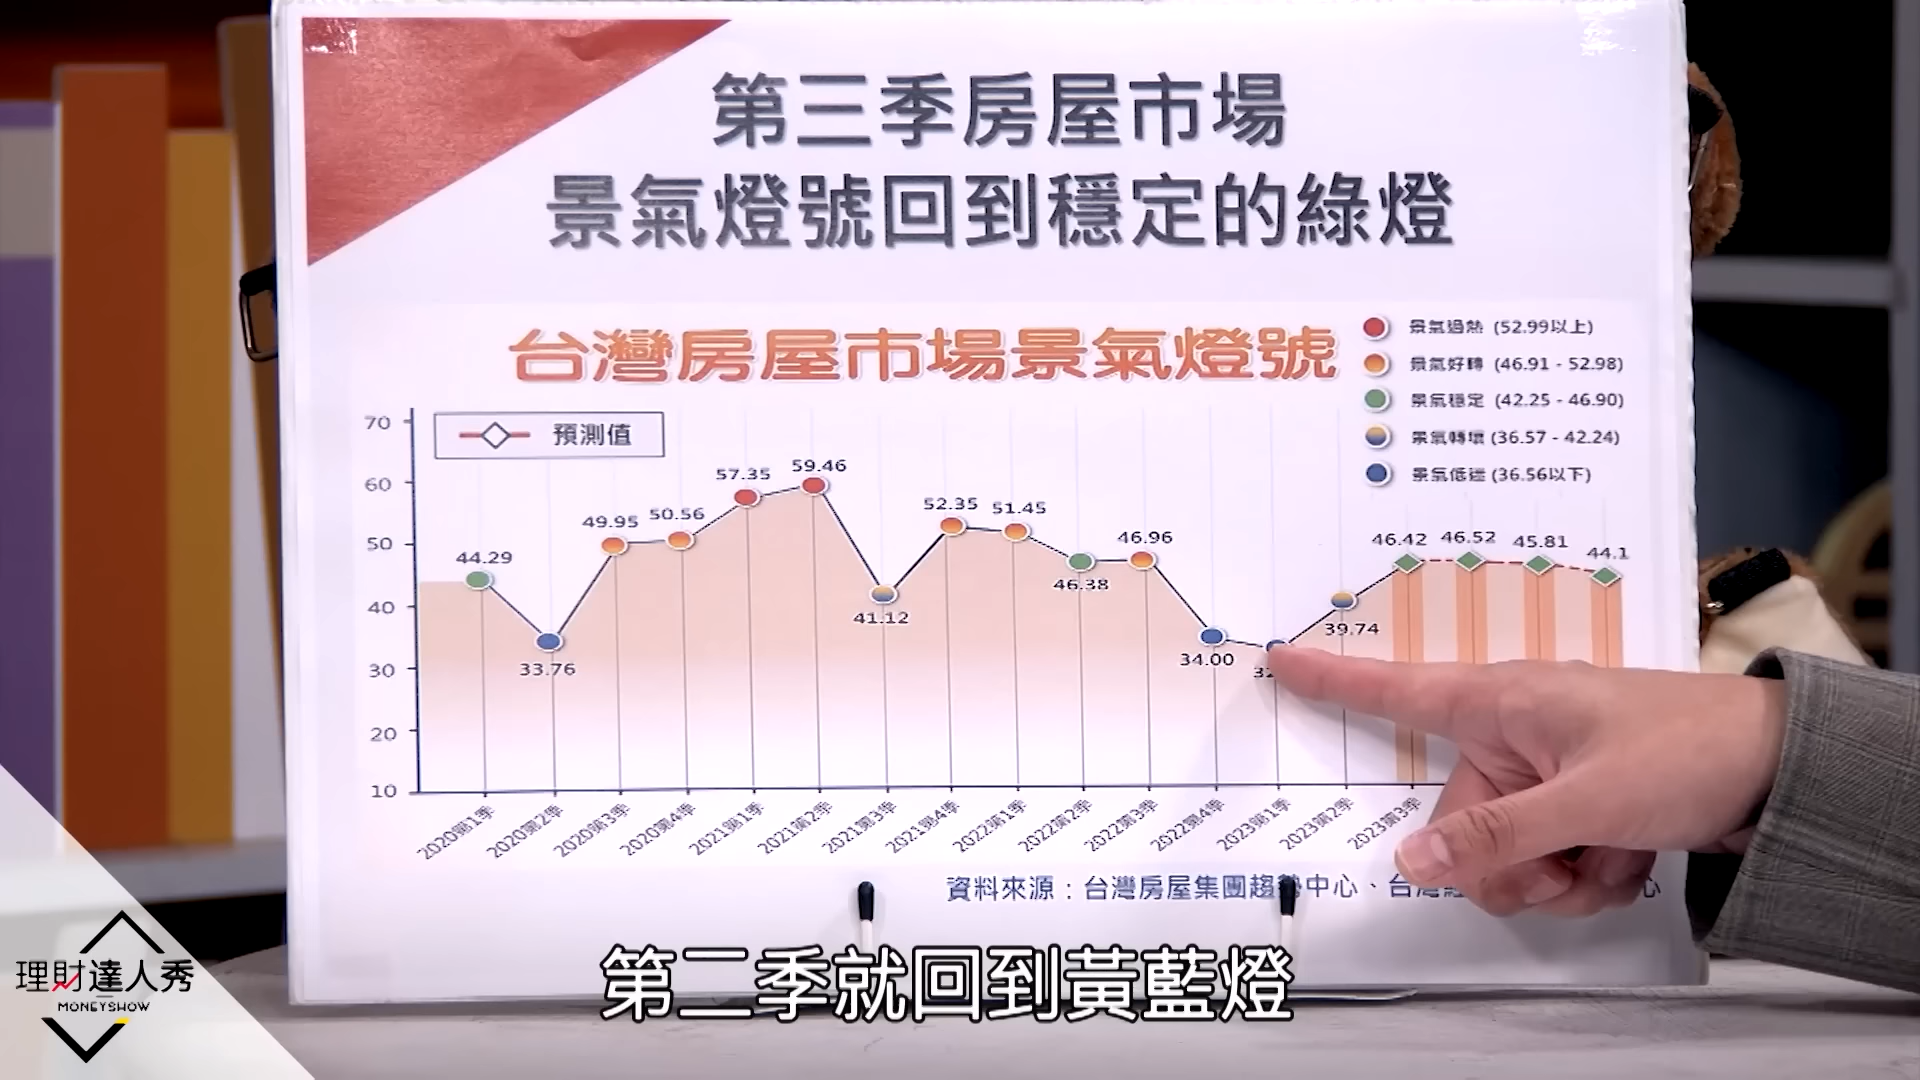 第三季房屋市場
景氣燈號回到穩定的綠燈
台灣房屋市場景氣燈號
景氣過熱 (52.99以上)
景氣好轉 (46.91 - 52.98)
景氣穩定 (42.25 - 46.90)
景氣轉壞 (36.57 - 42.24)
景氣低迷 (36.56以下)
預測值
70
60
50
40
30
20
10
44.29
33.76
49.95
50.56
57.35
59.46
41.12
52.35
51.45
46.38
46.96
34.00
39.74
46.42
46.52
45.81
44.1
2020第1季
2020第2季
2020第3季
2020第4季
2021第1季
2021第2季
2021第3季
2021第4季
2022第1季
2022第2季
2022第3季
2022第4季
2023第1季
2023第2季
2023第3季
資料來源：台灣房屋集團趨勢中心、台灣經 心
第二季就回到黃藍燈
理財達人秀
MONEYSHOW